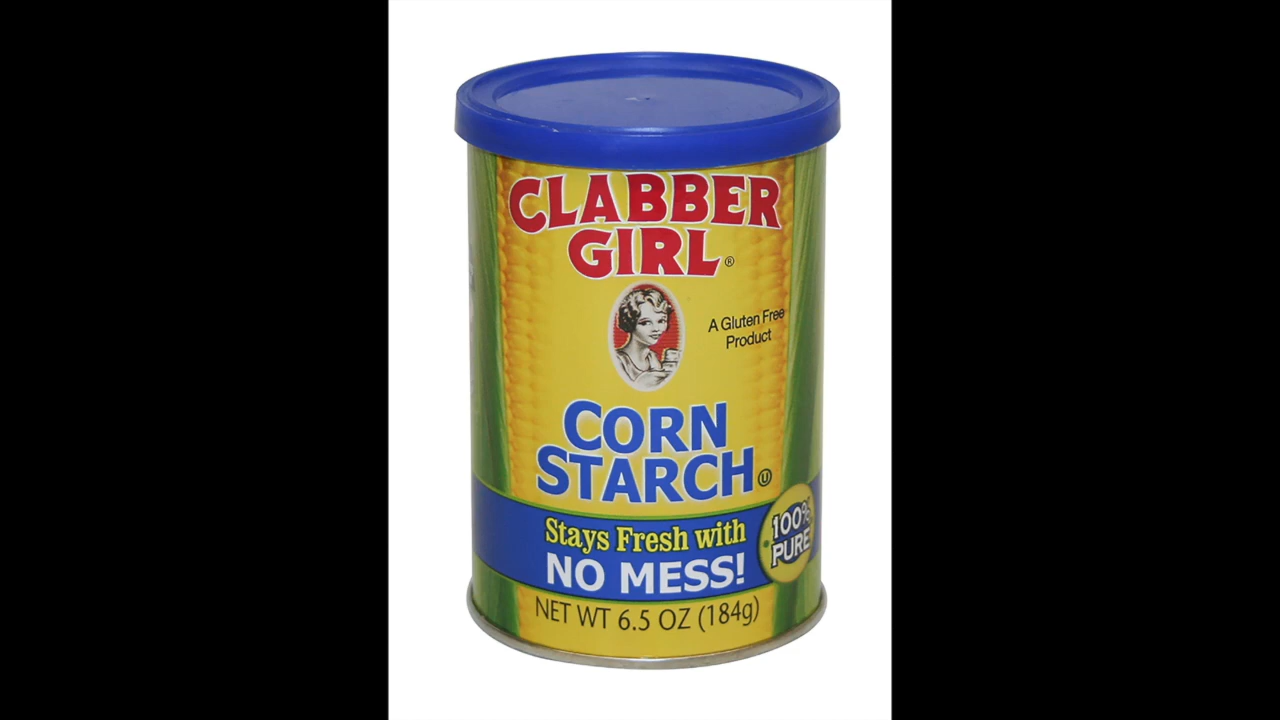 CLABBER
GIRL®
A Gluten Free
Product
CORN
STARCH Ⓤ
Stays Fresh with
NO MESS!
100%
PURE
NET WT 6.5 OZ (184g)